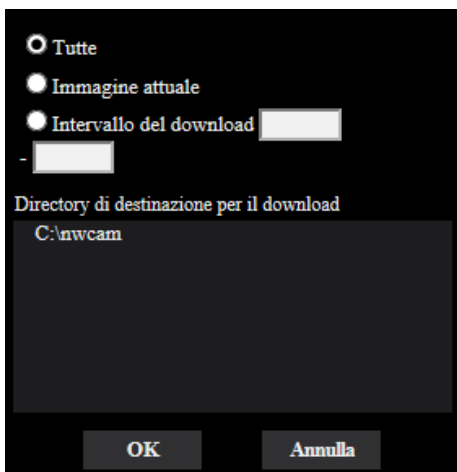 Tutte
Immagine attuale
Intervallo del download
-
Directory di destinazione per il download
C:\nwcam
OK
Annulla